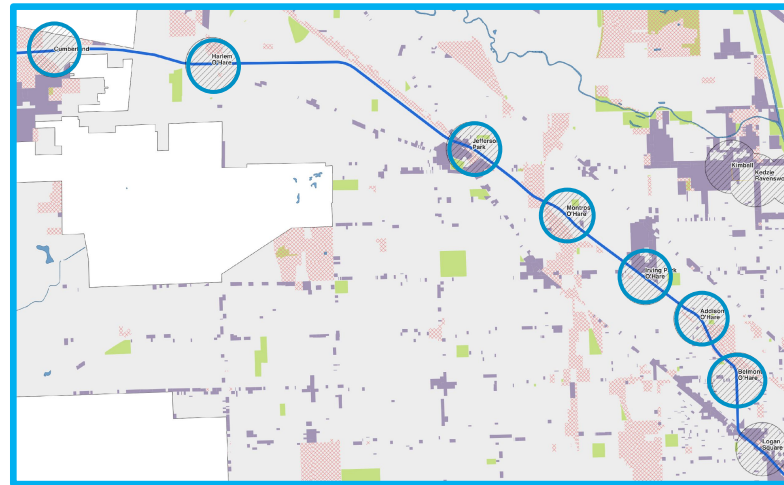 Cumberland
Harlem
O'Hare
Jefferson
Park
Kimball
Kedzie
Montrose
O'Hare
Irving Park
O'Hare
Addison
O'Hare
Belmont
O'Hare
Logan
Square